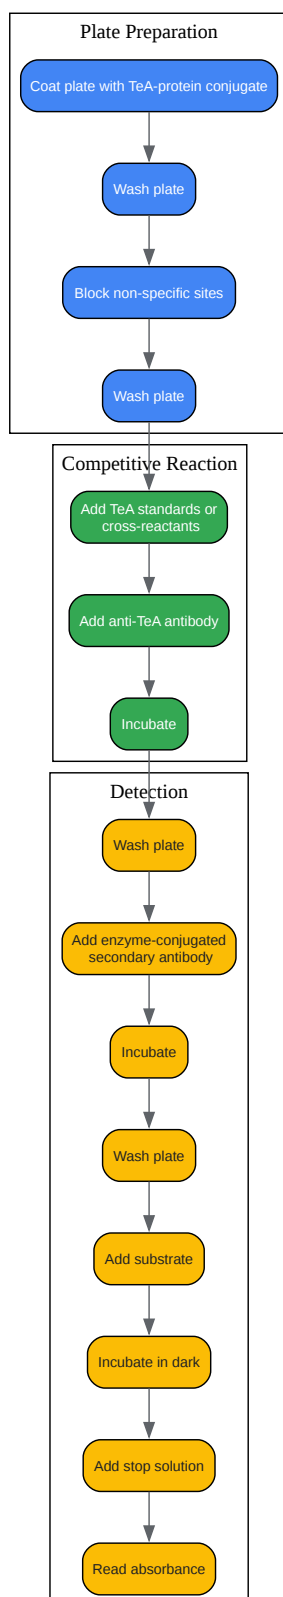 Plate Preparation
Coat plate with TeA-protein conjugate
Wash plate
Block non-specific sites
Wash plate
Competitive Reaction
Add TeA standards or
cross-reactants
Add anti-TeA antibody
Incubate
Detection
Wash plate
Add enzyme-conjugated
secondary antibody
Incubate
Wash plate
Add substrate
Incubate in dark
Add stop solution
Read absorbance